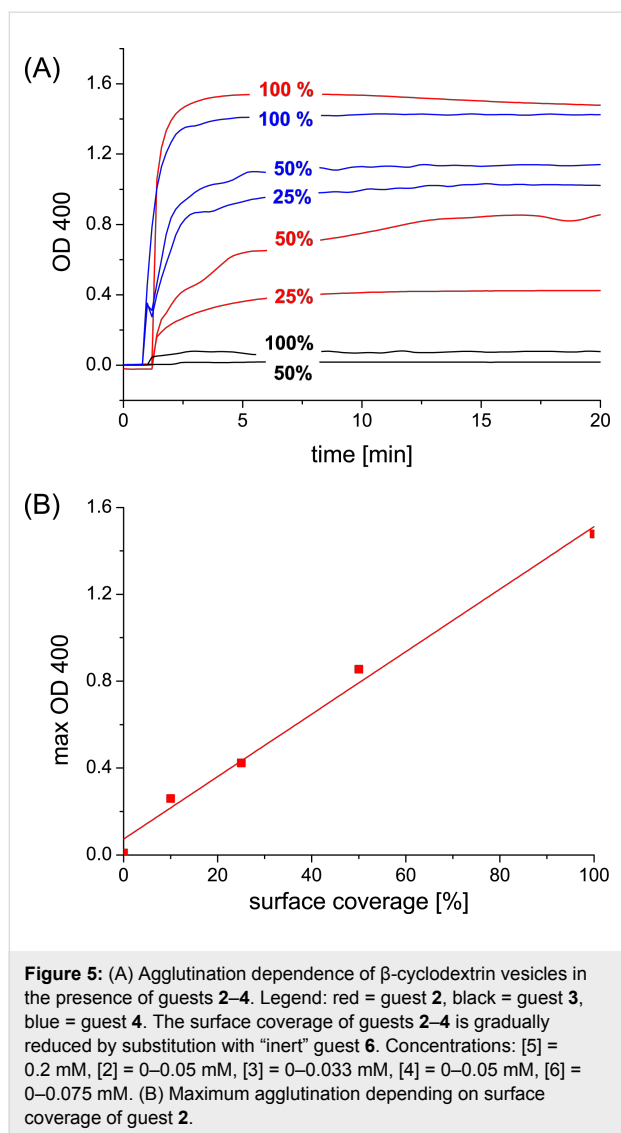 (A)
1.6
1.2
0.8
0.4
0.0
OD 400
100 %
100 %
50%
25%
50%
25%
100%
50%
0 5 10 15 20
time [min]
(B)
1.6
1.2
0.8
0.4
0.0
max OD 400
0 20 40 60 80 100
surface coverage [%]
Figure 5: (A) Agglutination dependence of β-cyclodextrin vesicles in
the presence of guests 2–4. Legend: red = guest 2, black = guest 3,
blue = guest 4. The surface coverage of guests 2–4 is gradually
reduced by substitution with “inert” guest 6. Concentrations: [5] =
0.2 mM, [2] = 0–0.05 mM, [3] = 0–0.033 mM, [4] = 0–0.05 mM, [6] =
0–0.075 mM. (B) Maximum agglutination depending on surface
coverage of guest 2.